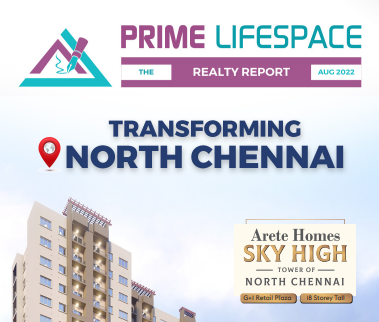 PRIME LIFESPACE
THE REALTY REPORT AUG 2022
TRANSFORMING
NORTH CHENNAI
Arete Homes
SKY HIGH
TOWER OF
NORTH CHENNAI
G+1 Retail Plaza 18 Storey Tall